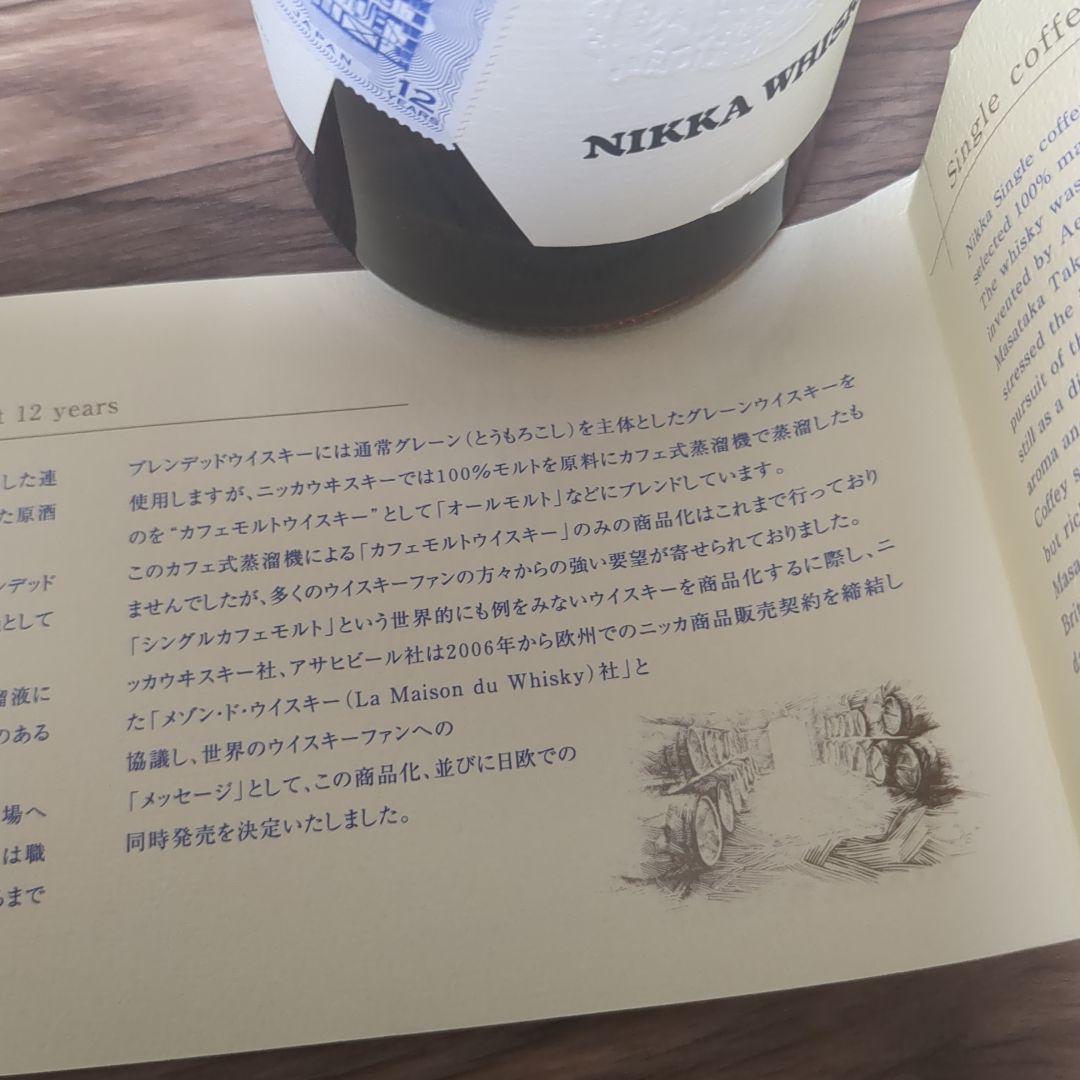 JAPAN
12
YEARS
NIKKA WHISK
12 years
した連
た原酒
ンデッド
として
溜液に
のある
場へ
は職
るまで
ブレンデッドウイスキーには通常グレーン(とうもろこし)を主体としたグレーンウイスキーを
使用しますが、ニッカウヰスキーでは100%モルトを原料にカフェ式蒸溜機で蒸溜したも
のを“カフェモルトウイスキー”として「オールモルト」などにブレンドしています。
このカフェ式蒸溜機による「カフェモルトウイスキー」のみの商品化はこれまで行っており
ませんでしたが、多くのウイスキーファンの方々からの強い要望が寄せられておりました。
「シングルカフェモルト」という世界的にも例をみないウイスキーを商品化するに際し、ニ
ッカウヰスキー社、アサヒビール社は2006年から欧州でのニッカ商品販売契約を締結し
た「メゾン・ド・ウイスキー(La Maison du Whisky)社」と
協議し、世界のウイスキーファンへの
「メッセージ」として、この商品化、並びに日欧での
同時発売を決定いたしました。
Single coffe
Nikka Single coffe
selected 100% ma
The whisky was
invented by Ae
Masataka Tak
stressed the
pursuit of th
still as a di
aroma an
Coffey s
but ric
Masa
Brit
d